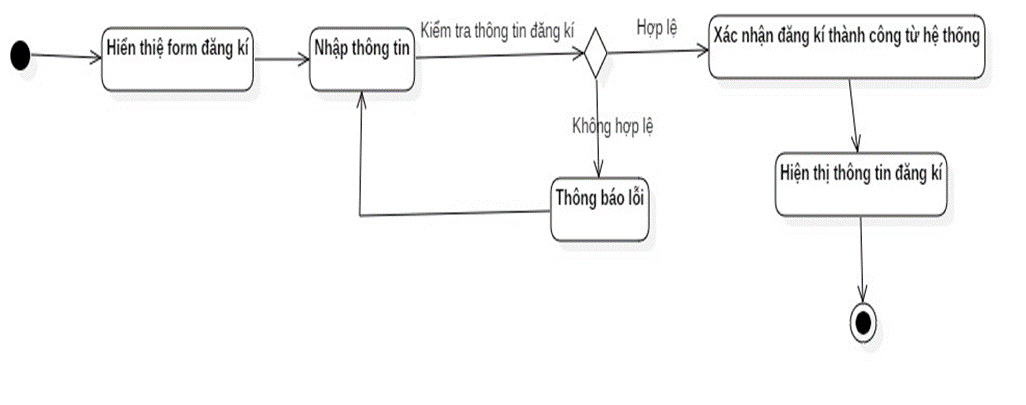 Hiển thiệ form đăng kí
Nhập thông tin
Kiểm tra thông tin đăng kí
Hợp lệ
Xác nhận đăng kí thành công từ hệ thống
Không hợp lệ
Hiện thị thông tin đăng kí
Thông báo lỗi